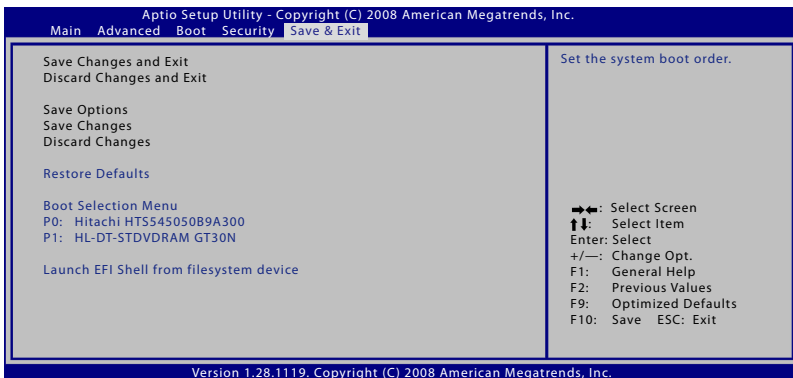 Aptio Setup Utility - Copyright (C) 2008 American Megatrends, Inc.
Main Advanced Boot Security Save & Exit
Save Changes and Exit
Discard Changes and Exit
Save Options
Save Changes
Discard Changes
Restore Defaults
Boot Selection Menu
P0: Hitachi HTS545050B9A300
P1: HL-DT-STDVDRAM GT30N
Launch EFI Shell from filesystem device
Set the system boot order.
→←: Select Screen
↑↓: Select Item
Enter: Select
+/—: Change Opt.
F1: General Help
F2: Previous Values
F9: Optimized Defaults
F10: Save ESC: Exit
Version 1.28.1119. Copyright (C) 2008 American Megatrends, Inc.